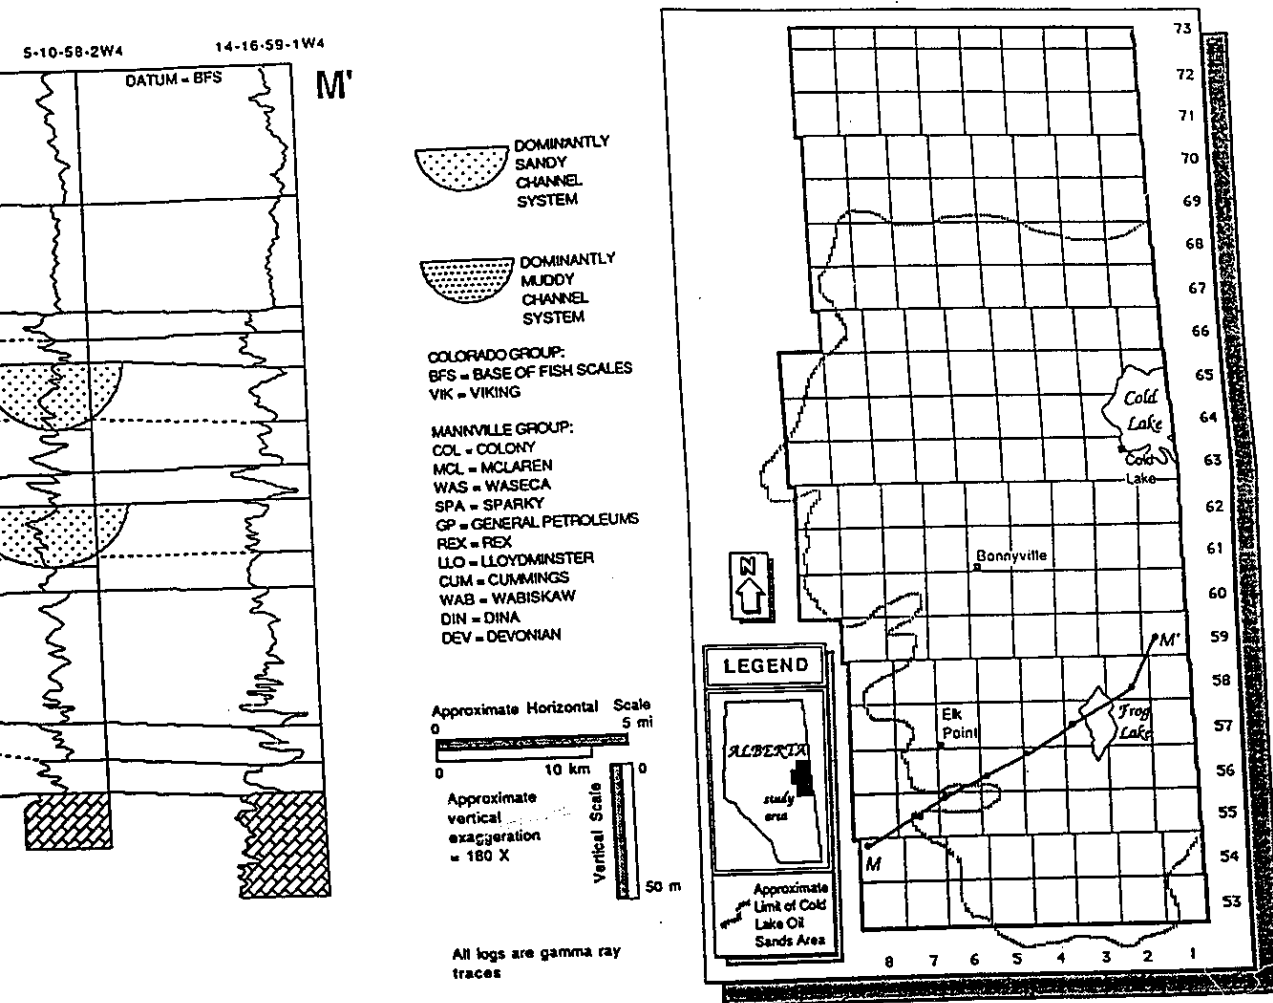 5-10-58-2W4
14-16-59-1W4
DATUM = BFS
M'
DOMINANTLY
SANDY
CHANNEL
SYSTEM
DOMINANTLY
MUDDY
CHANNEL
SYSTEM
COLORADO GROUP:
BFS = BASE OF FISH SCALES
VIK = VIKING
MANNVILLE GROUP:
COL = COLONY
MCL = MCLAREN
WAS = WASECA
SPA = SPARKY
GP = GENERAL PETROLEUMS
REX = REX
LLO = LLOYDMINSTER
CUM = CUMMINGS
WAB = WABISKAW
DIN = DINA
DEV = DEVONIAN
Approximate Horizontal Scale
0 5 mi
0 10 km
Approximate
vertical
exaggeration
= 180 X
Vertical Scale
0
50 m
All logs are gamma ray
traces
73
72
71
70
69
68
67
66
65
64
63
62
61
60
59
58
57
56
55
54
53
8 7 6 5 4 3 2 1
Cold
Lake
Cold
Lake
Bonnyville
M'
Elk
Point
Frog
Lake
M
N
LEGEND
ALBERTA
study
area
Approximate
Limit of Cold
Lake Oil
Sands Area